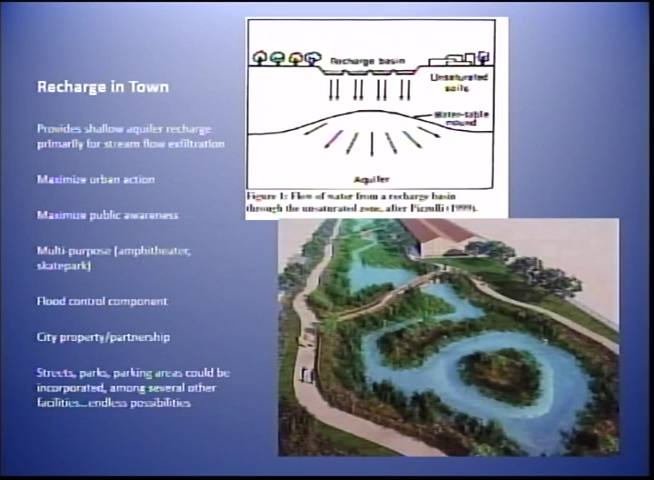 Recharge in Town
Provides shallow aquifer recharge
primarily for stream flow exfiltration
Maximize urban action
Maximize public awareness
Multi-purpose (amphitheater,
skatepark)
Flood control component
City property/partnership
Streets, parks, parking areas could be
incorporated, among several other
facilities...endless possibilities
Recharge basin
Unsaturated
soils
Water-table
mound
Aquifer
Figure 1: Flow of water from a recharge basin
through the unsaturated zone, after Pizzulli (1999).